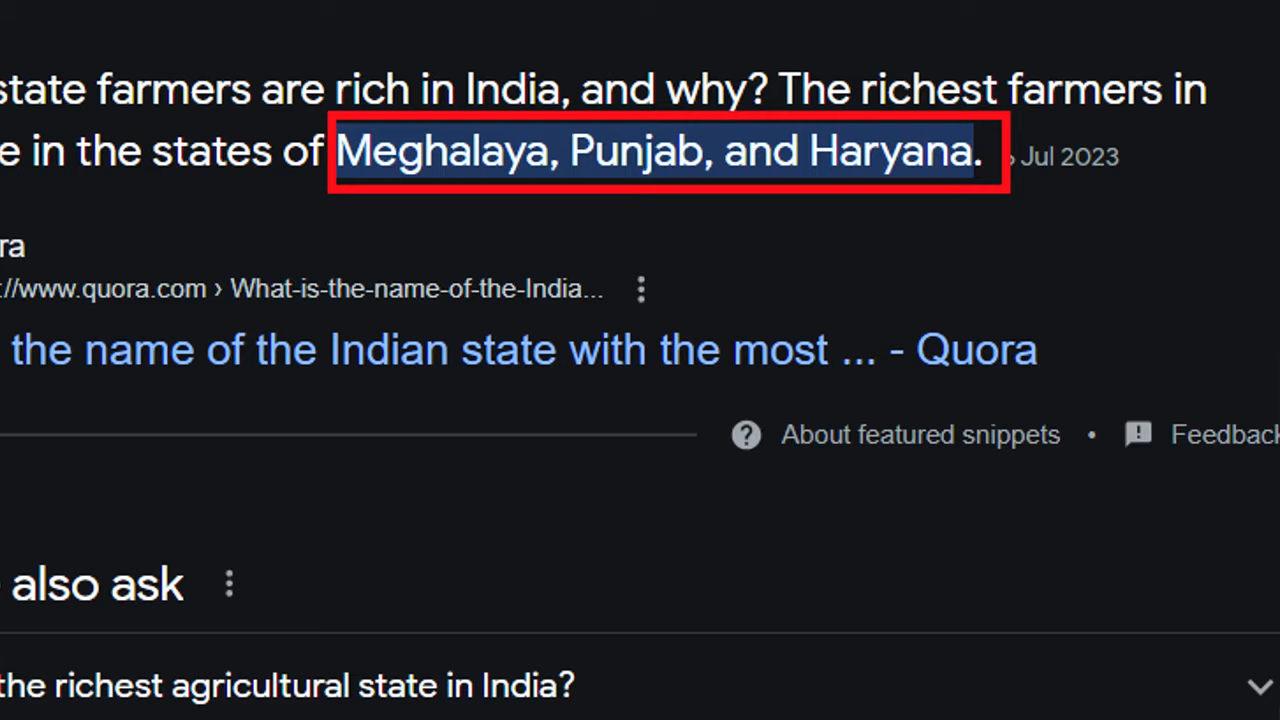 state farmers are rich in India, and why? The richest farmers in
e in the states of Meghalaya, Punjab, and Haryana. Jul 2023
ra
://www.quora.com › What-is-the-name-of-the-India...
the name of the Indian state with the most ... - Quora
About featured snippets • Feedback
also ask
the richest agricultural state in India?